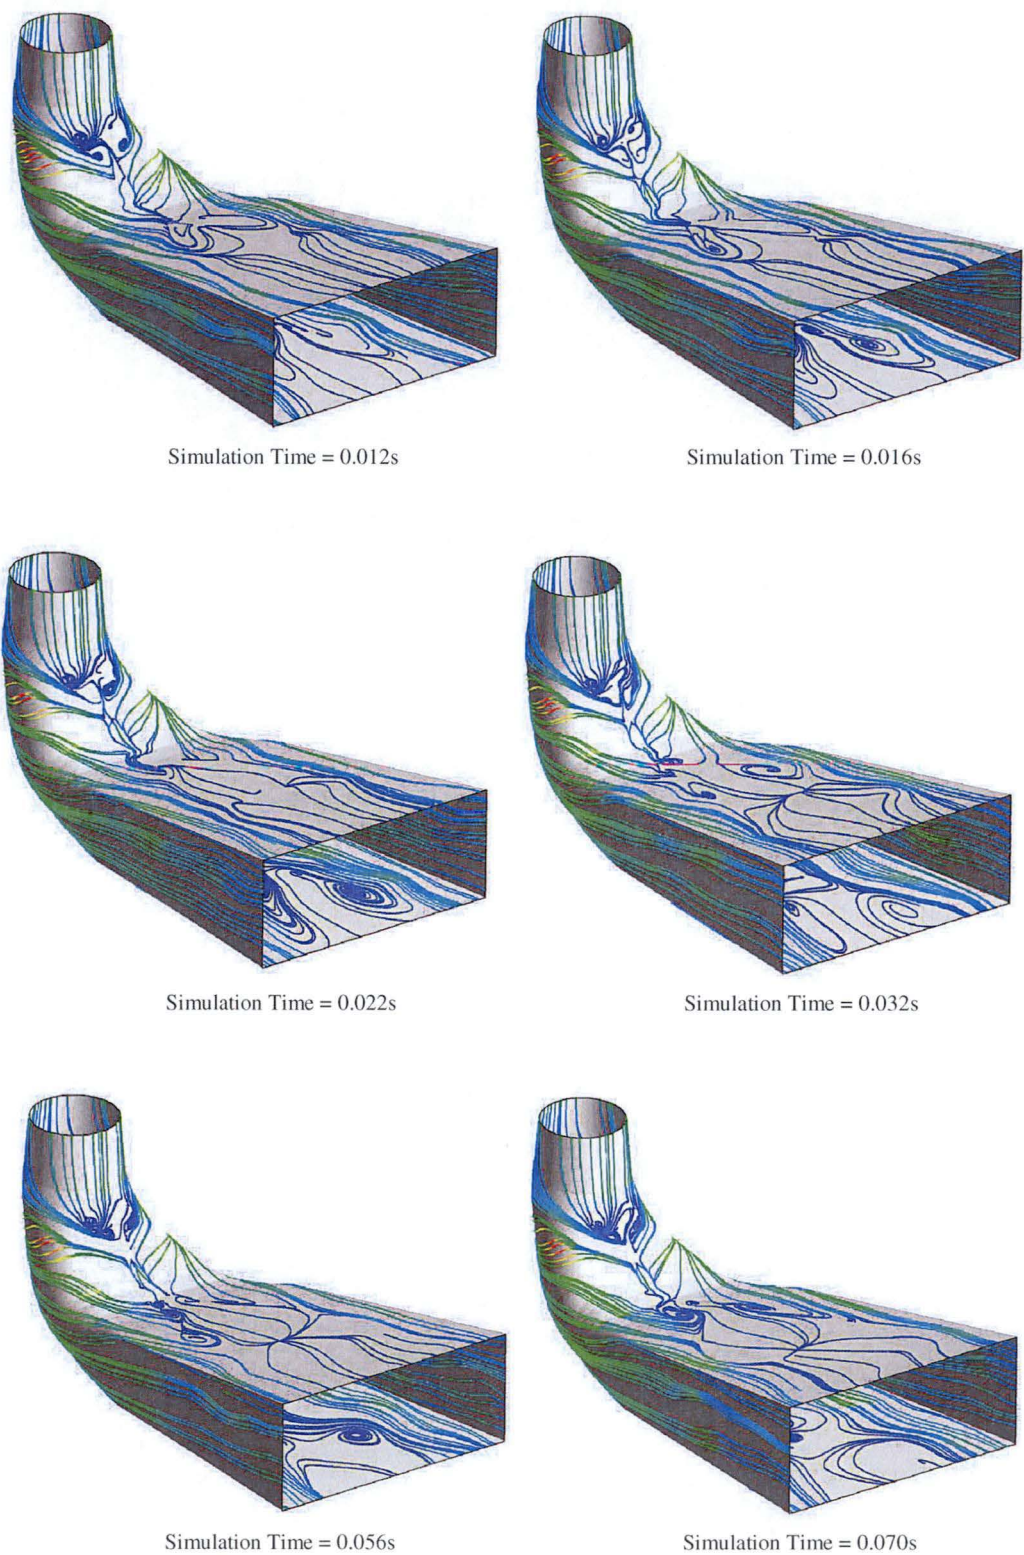 Simulation Time = 0.012s
Simulation Time = 0.016s
Simulation Time = 0.022s
Simulation Time = 0.032s
Simulation Time = 0.056s
Simulation Time = 0.070s